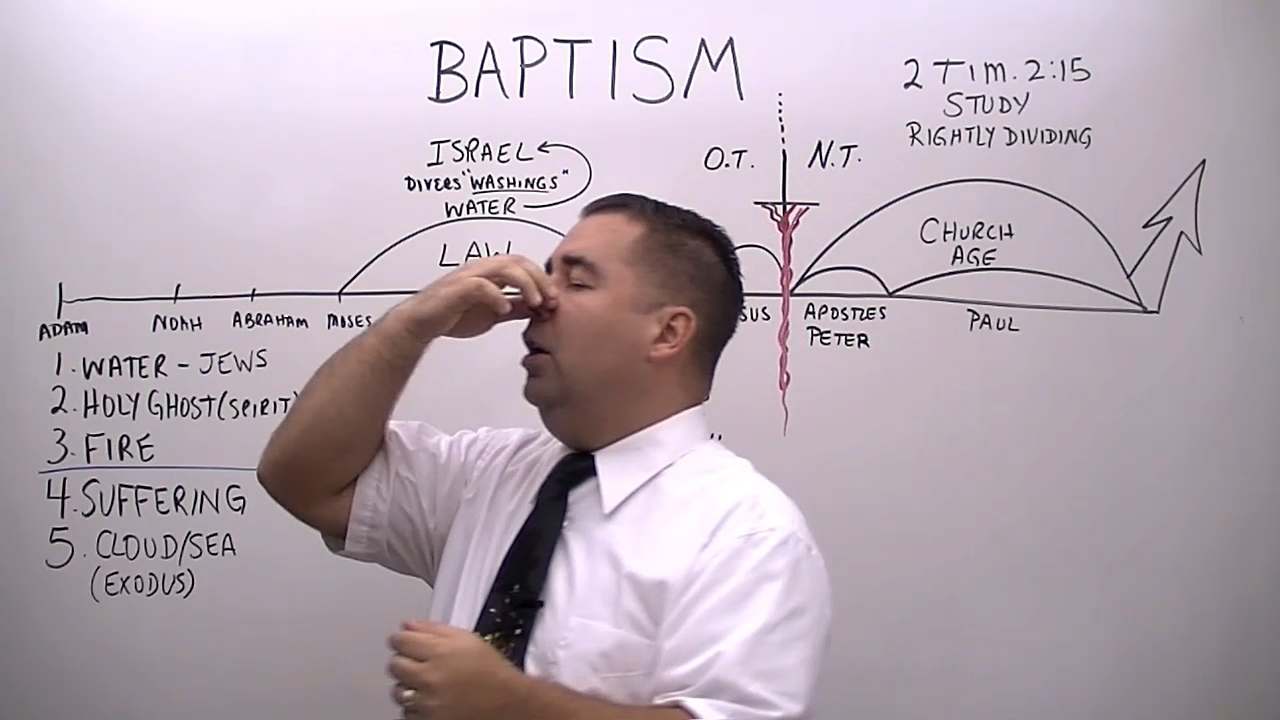 BAPTISM
2 TIM. 2:15
STUDY
RIGHTLY DIVIDING
ISRAEL
DIVERS "WASHINGS"
WATER
O.T. N.T.
LAW
CHURCH
AGE
ADAM NOAH ABRAHAM MOSES SUS APOSTLES PAUL
PETER
1. WATER - JEWS
2. HOLY GHOST (SPIRIT)
3. FIRE
4. SUFFERING
5. CLOUD/SEA
(EXODUS)